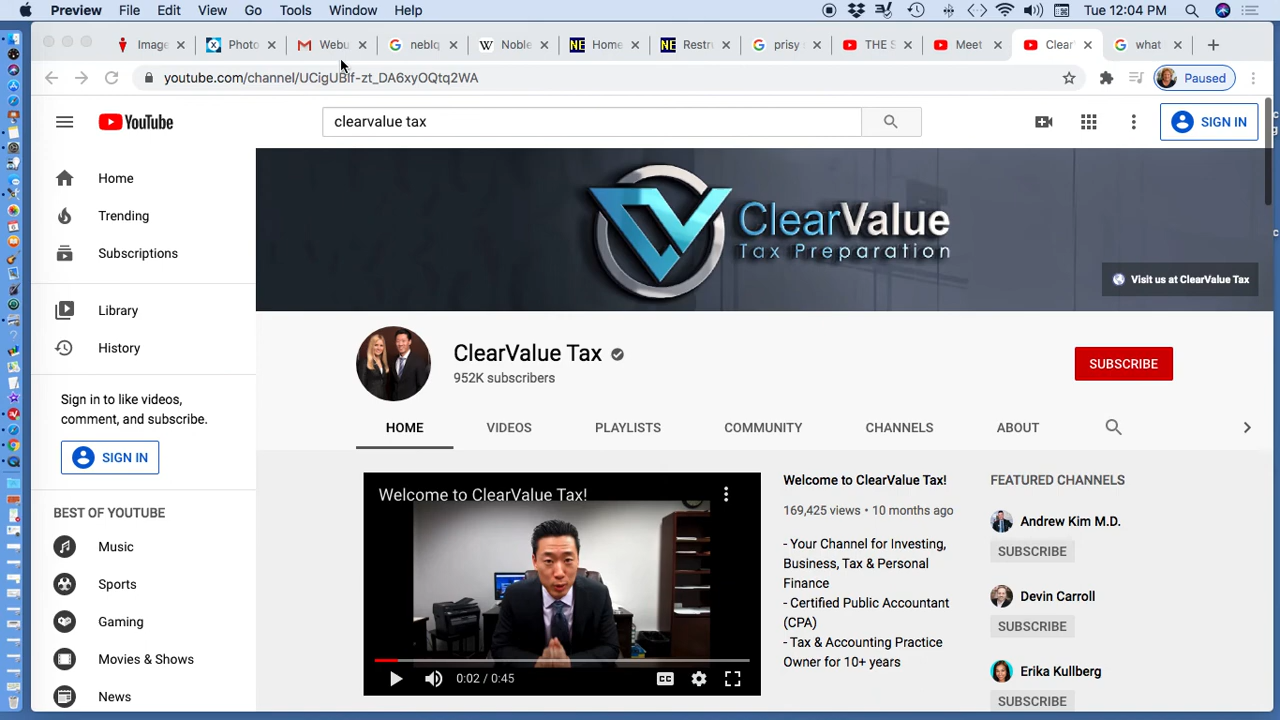 Preview File Edit View Go Tools Window Help Tue 12:04 PM
Image Photo Webu neblq Noble Home Restr prisy THE S Meet Clear what
youtube.com/channel/UCigUBIf-zt_DA6xyOQtq2WA
Paused
YouTube
clearvalue tax
SIGN IN
Home
Trending
Subscriptions
Library
History
Sign in to like videos,
comment, and subscribe.
SIGN IN
BEST OF YOUTUBE
Music
Sports
Gaming
Movies & Shows
News
ClearValue
Tax Preparation
Visit us at ClearValue Tax
ClearValue Tax
952K subscribers
SUBSCRIBE
HOME VIDEOS PLAYLISTS COMMUNITY CHANNELS ABOUT
Welcome to ClearValue Tax!
0:02 / 0:45
CC
Welcome to ClearValue Tax!
169,425 views • 10 months ago
- Your Channel for Investing,
Business, Tax & Personal
Finance
- Certified Public Accountant
(CPA)
- Tax & Accounting Practice
Owner for 10+ years
FEATURED CHANNELS
Andrew Kim M.D.
SUBSCRIBE
Devin Carroll
SUBSCRIBE
Erika Kullberg
SUBSCRIBE